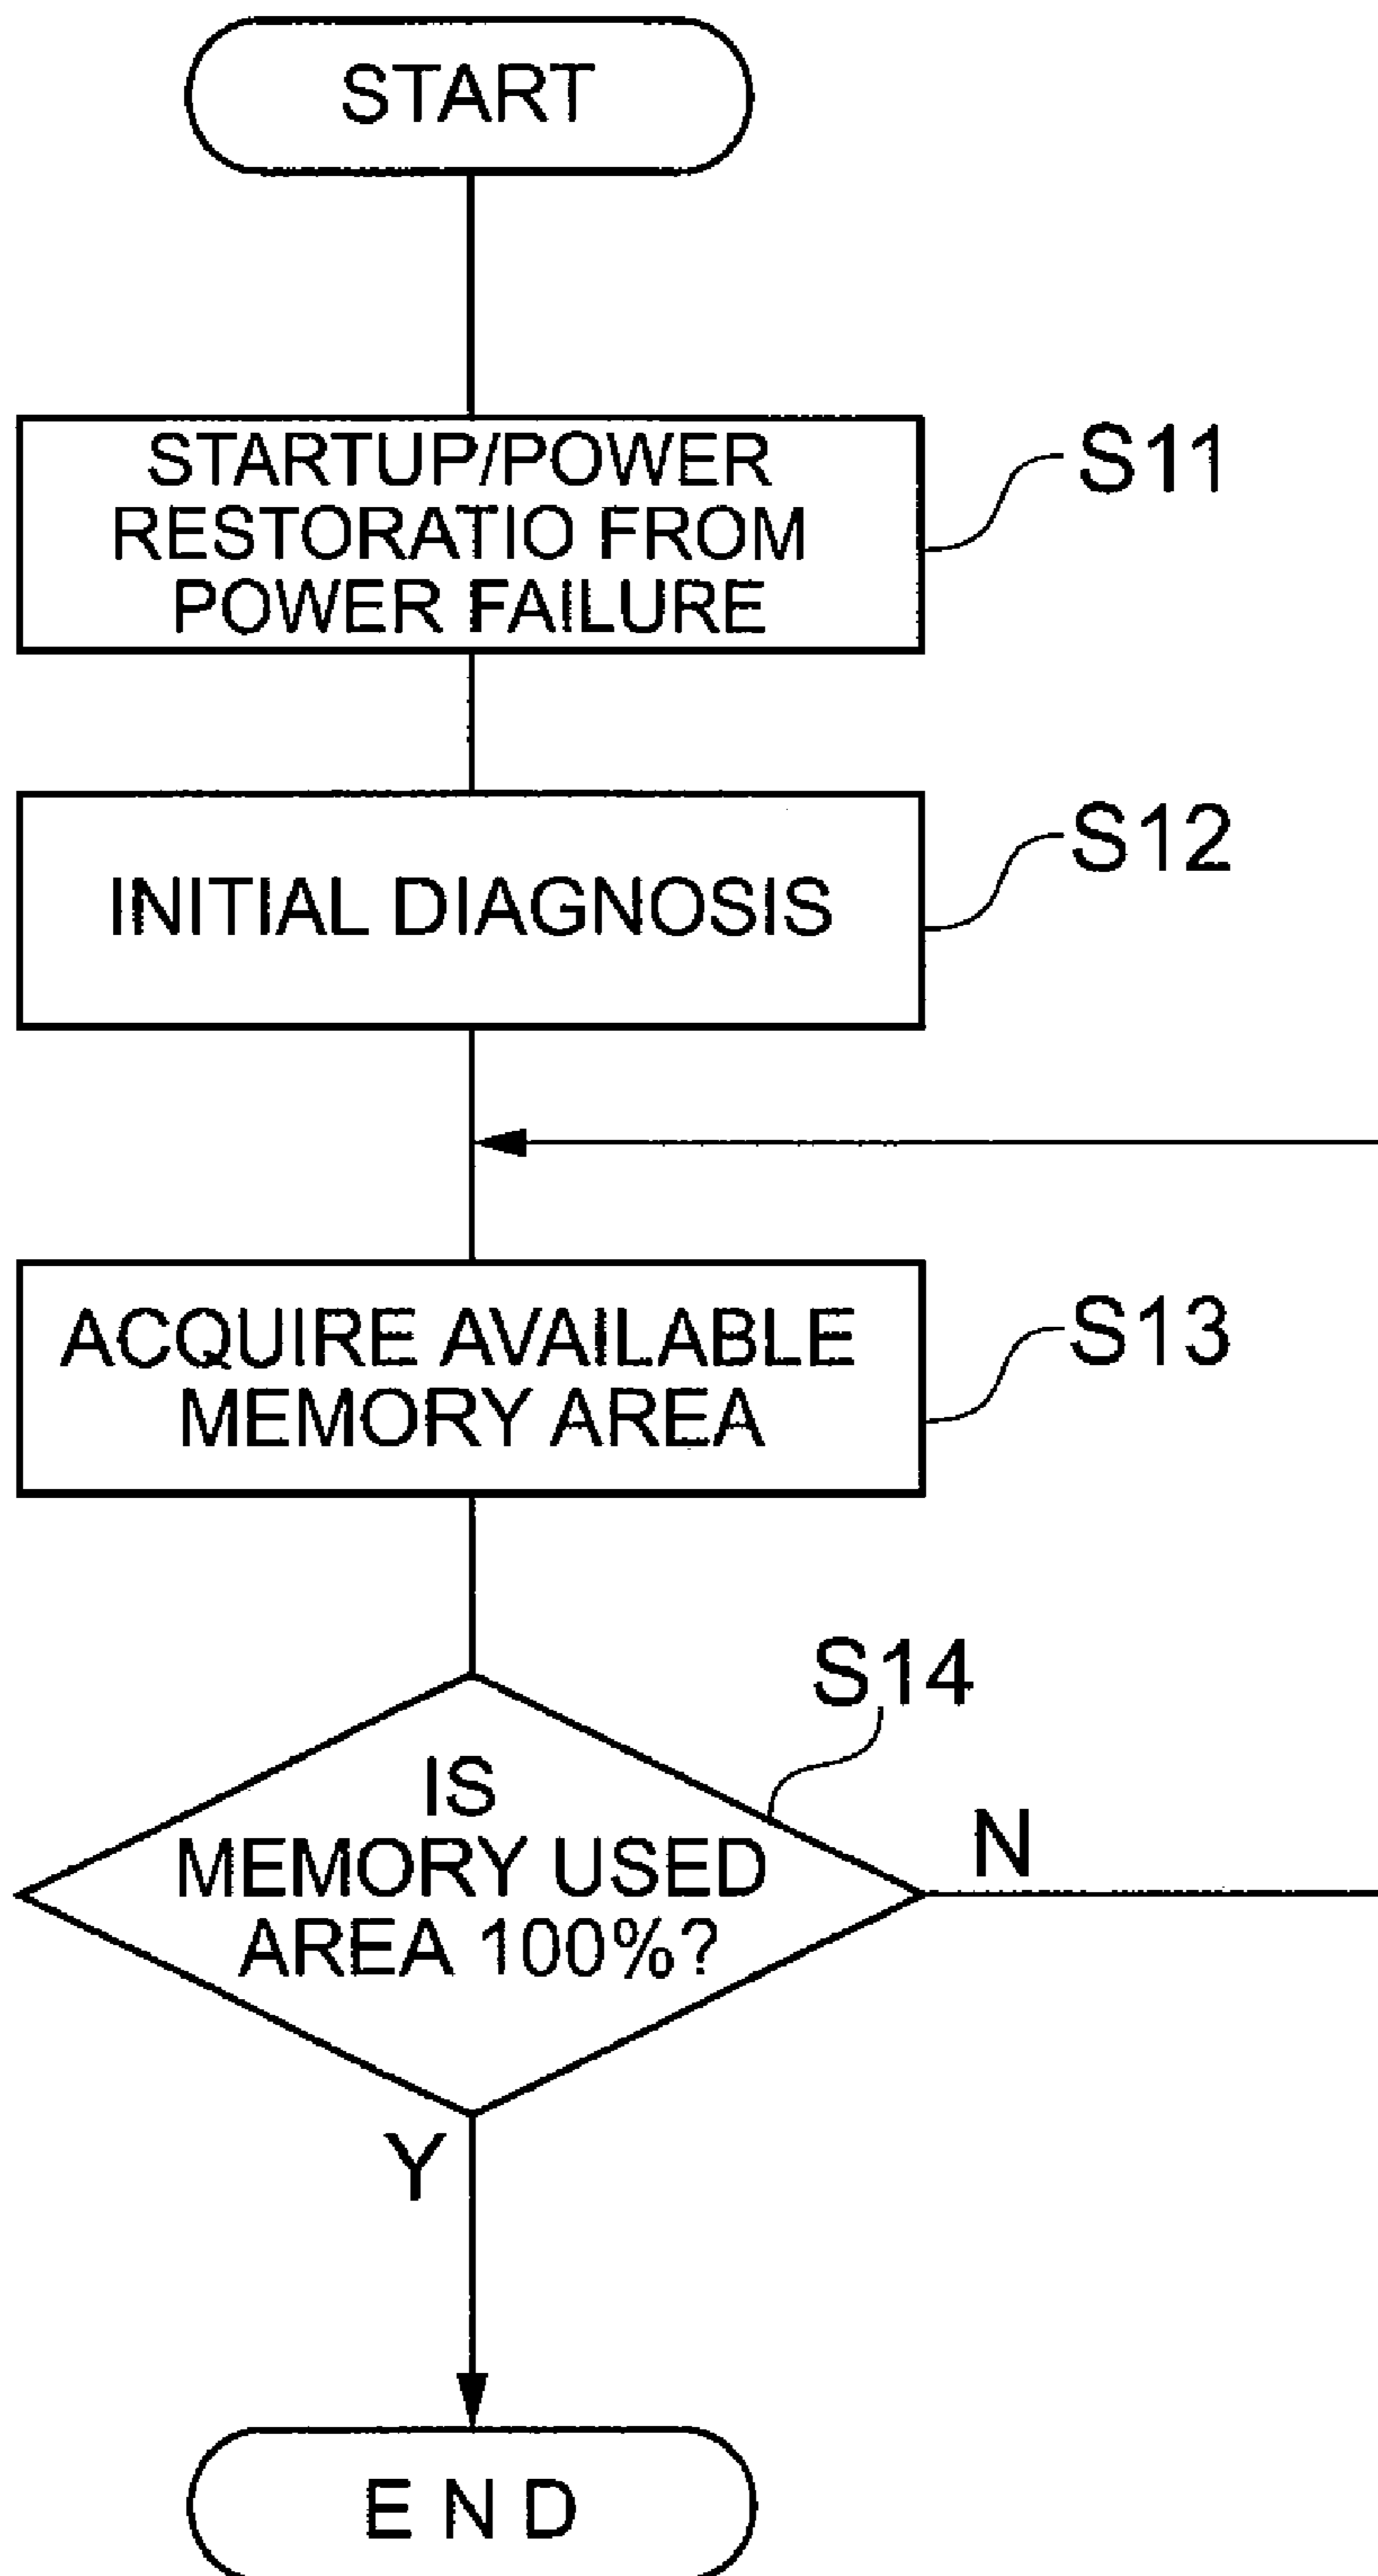 START
STARTUP/POWER
RESTORATIO FROM
POWER FAILURE
S11
INITIAL DIAGNOSIS
S12
ACQUIRE AVAILABLE
MEMORY AREA
S13
S14
IS
MEMORY USED
AREA 100%?
N
Y
E N D